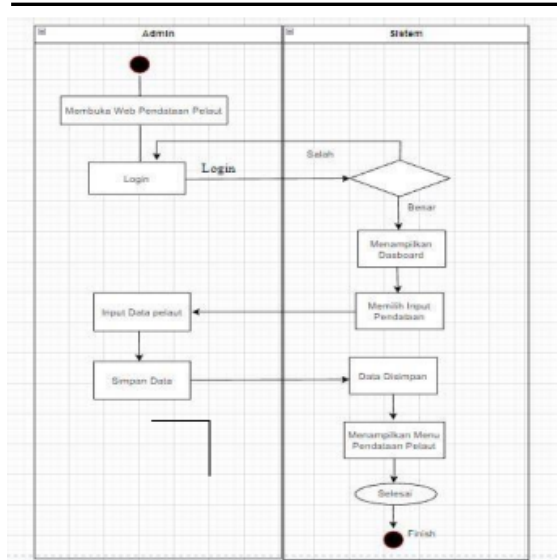 Admin
Sistem
Membuka Web Pendataan Pelaut
Login
Login
Salah
Benar
Menampilkan
Dasboard
Memilih Input
Pendataan
Input Data pelaut
Simpan Data
Data Disimpan
Menampilkan Menu
Pendataan Pelaut
Selesai
Finish